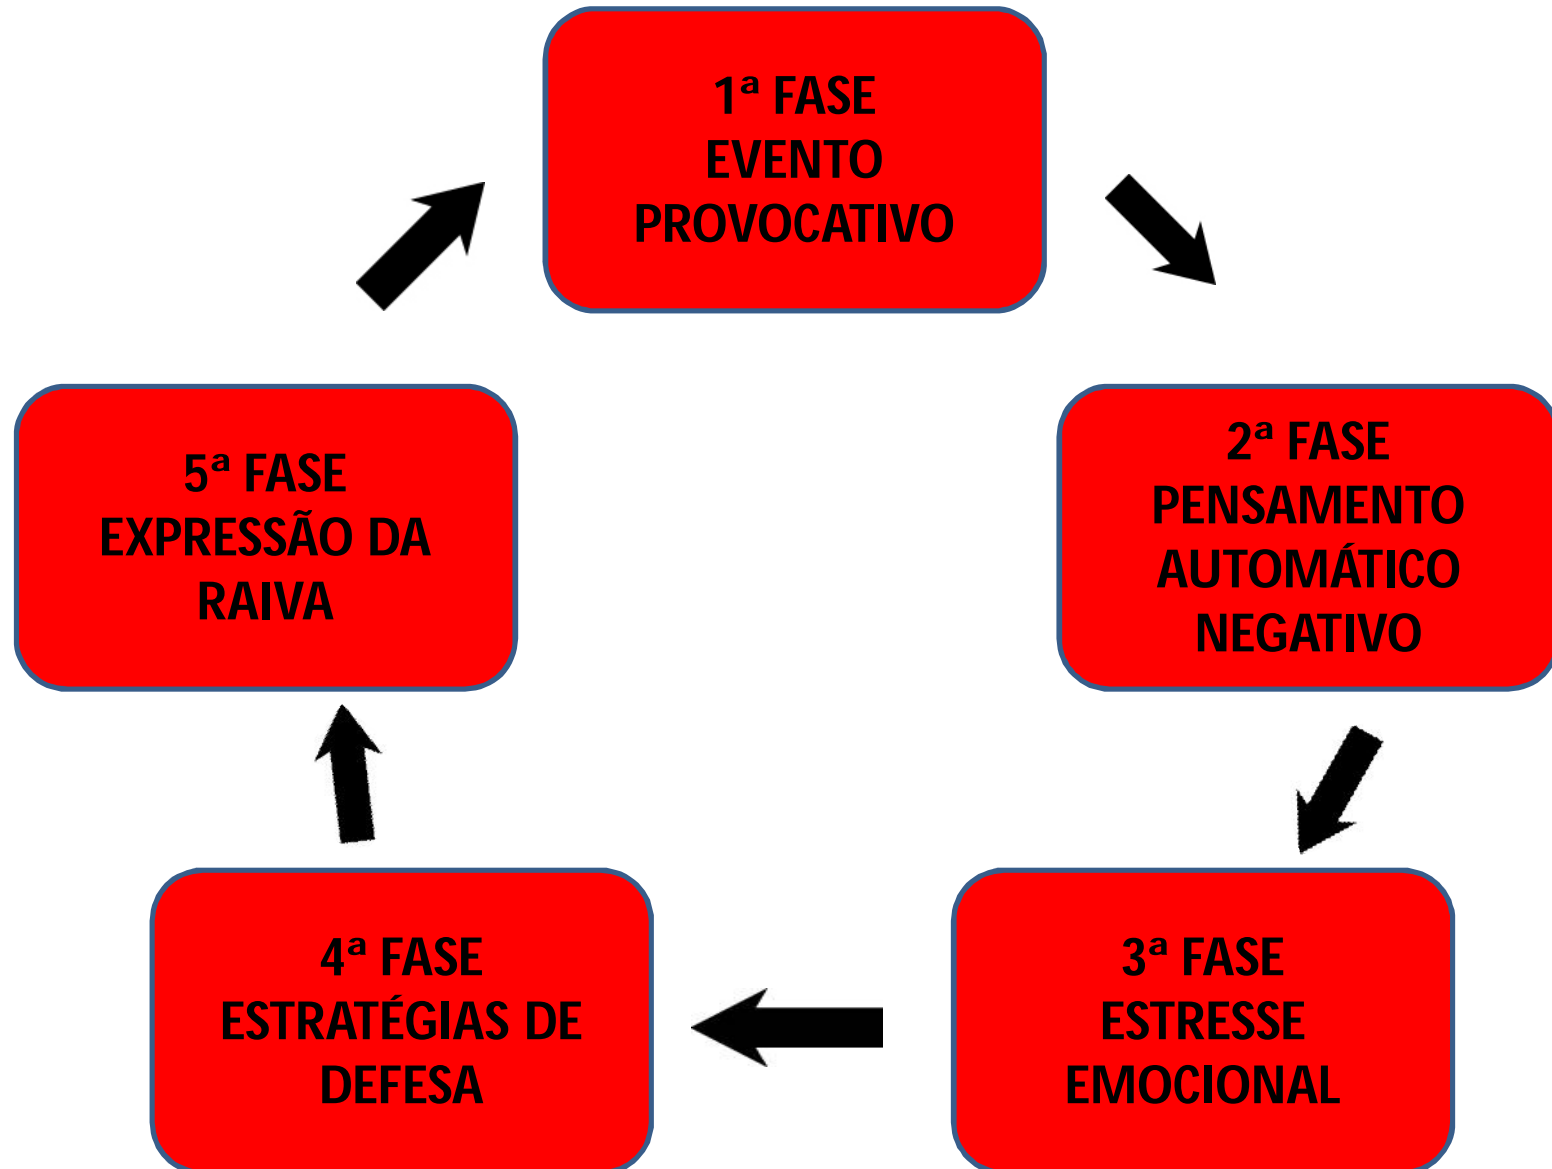 1ª FASE
EVENTO
PROVOCATIVO
2ª FASE
PENSAMENTO
AUTOMÁTICO
NEGATIVO
3ª FASE
ESTRESSE
EMOCIONAL
4ª FASE
ESTRATÉGIAS DE
DEFESA
5ª FASE
EXPRESSÃO DA
RAIVA